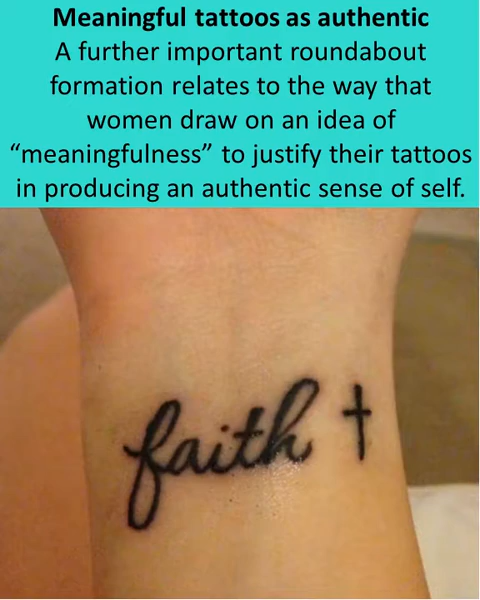 Meaningful tattoos as authentic
A further important roundabout
formation relates to the way that
women draw on an idea of
“meaningfulness” to justify their tattoos
in producing an authentic sense of self.
faith †